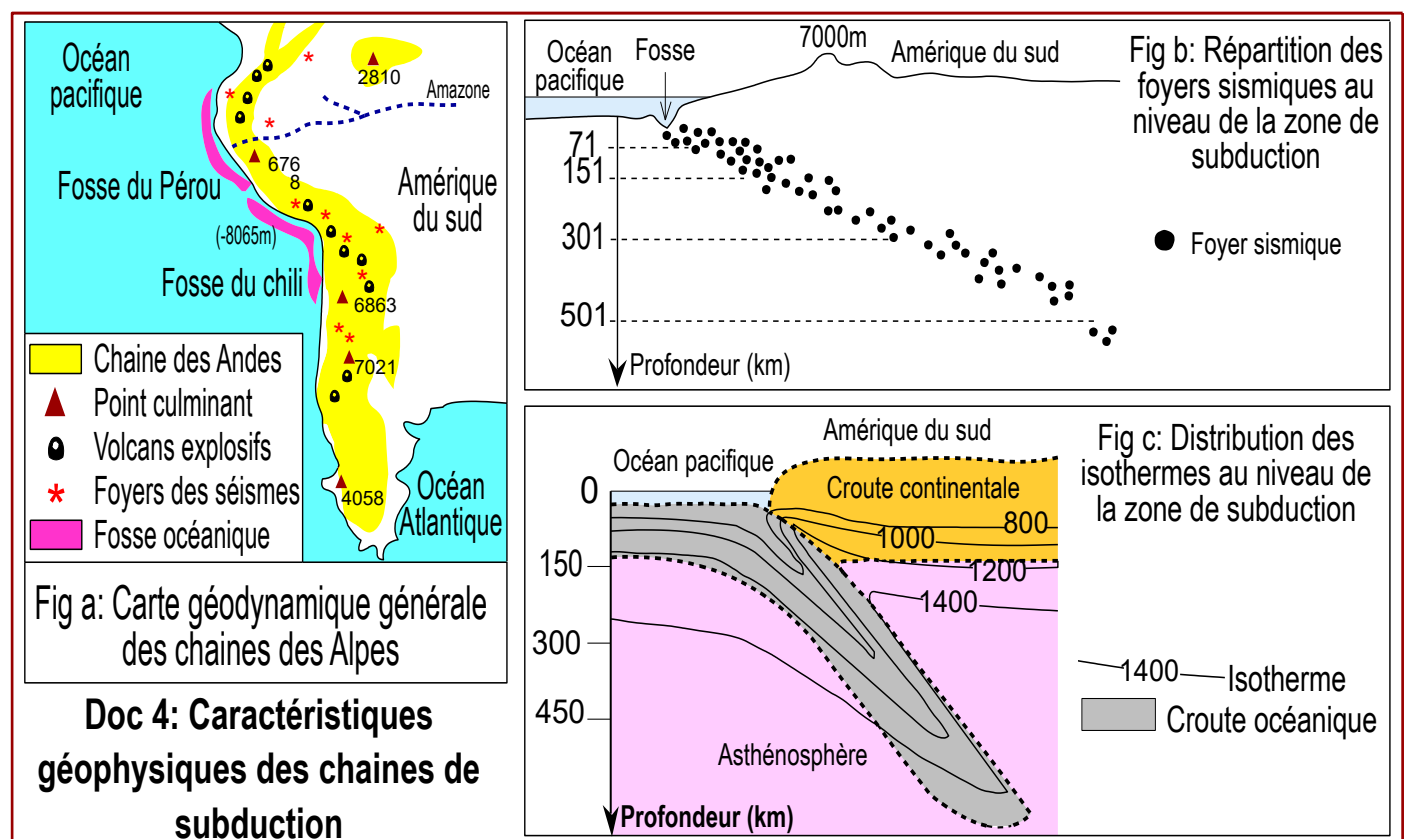 Océan
pacifique
2810
Amazone
676
8
Fosse du Pérou
Amérique
du sud
(-8065m)
Fosse du chili
6863
7021
4058
Océan
Atlantique
Chaine des Andes
Point culminant
Volcans explosifs
Foyers des séismes
Fosse océanique
Fig a: Carte géodynamique générale
des chaines des Alpes
Doc 4: Caractéristiques
géophysiques des chaines de
subduction
Océan
pacifique
Fosse
7000m
Amérique du sud
Fig b: Répartition des
foyers sismiques au
niveau de la zone de
subduction
71
151
301
501
Foyer sismique
Profondeur (km)
Amérique du sud
Océan pacifique
Fig c: Distribution des
isothermes au niveau de
la zone de subduction
0
Croute continentale
800
1000
1200
150
1400
300
450
1400 Isotherme
Croute océanique
Asthénosphère
Profondeur (km)